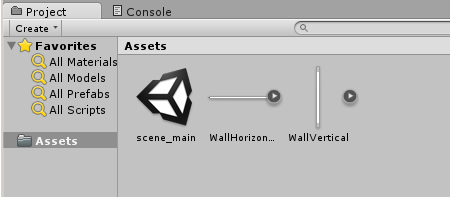 Project
Console
Create
Favorites
All Materials
All Models
All Prefabs
All Scripts
Assets
Assets
scene_main
WallHorizon...
WallVertical